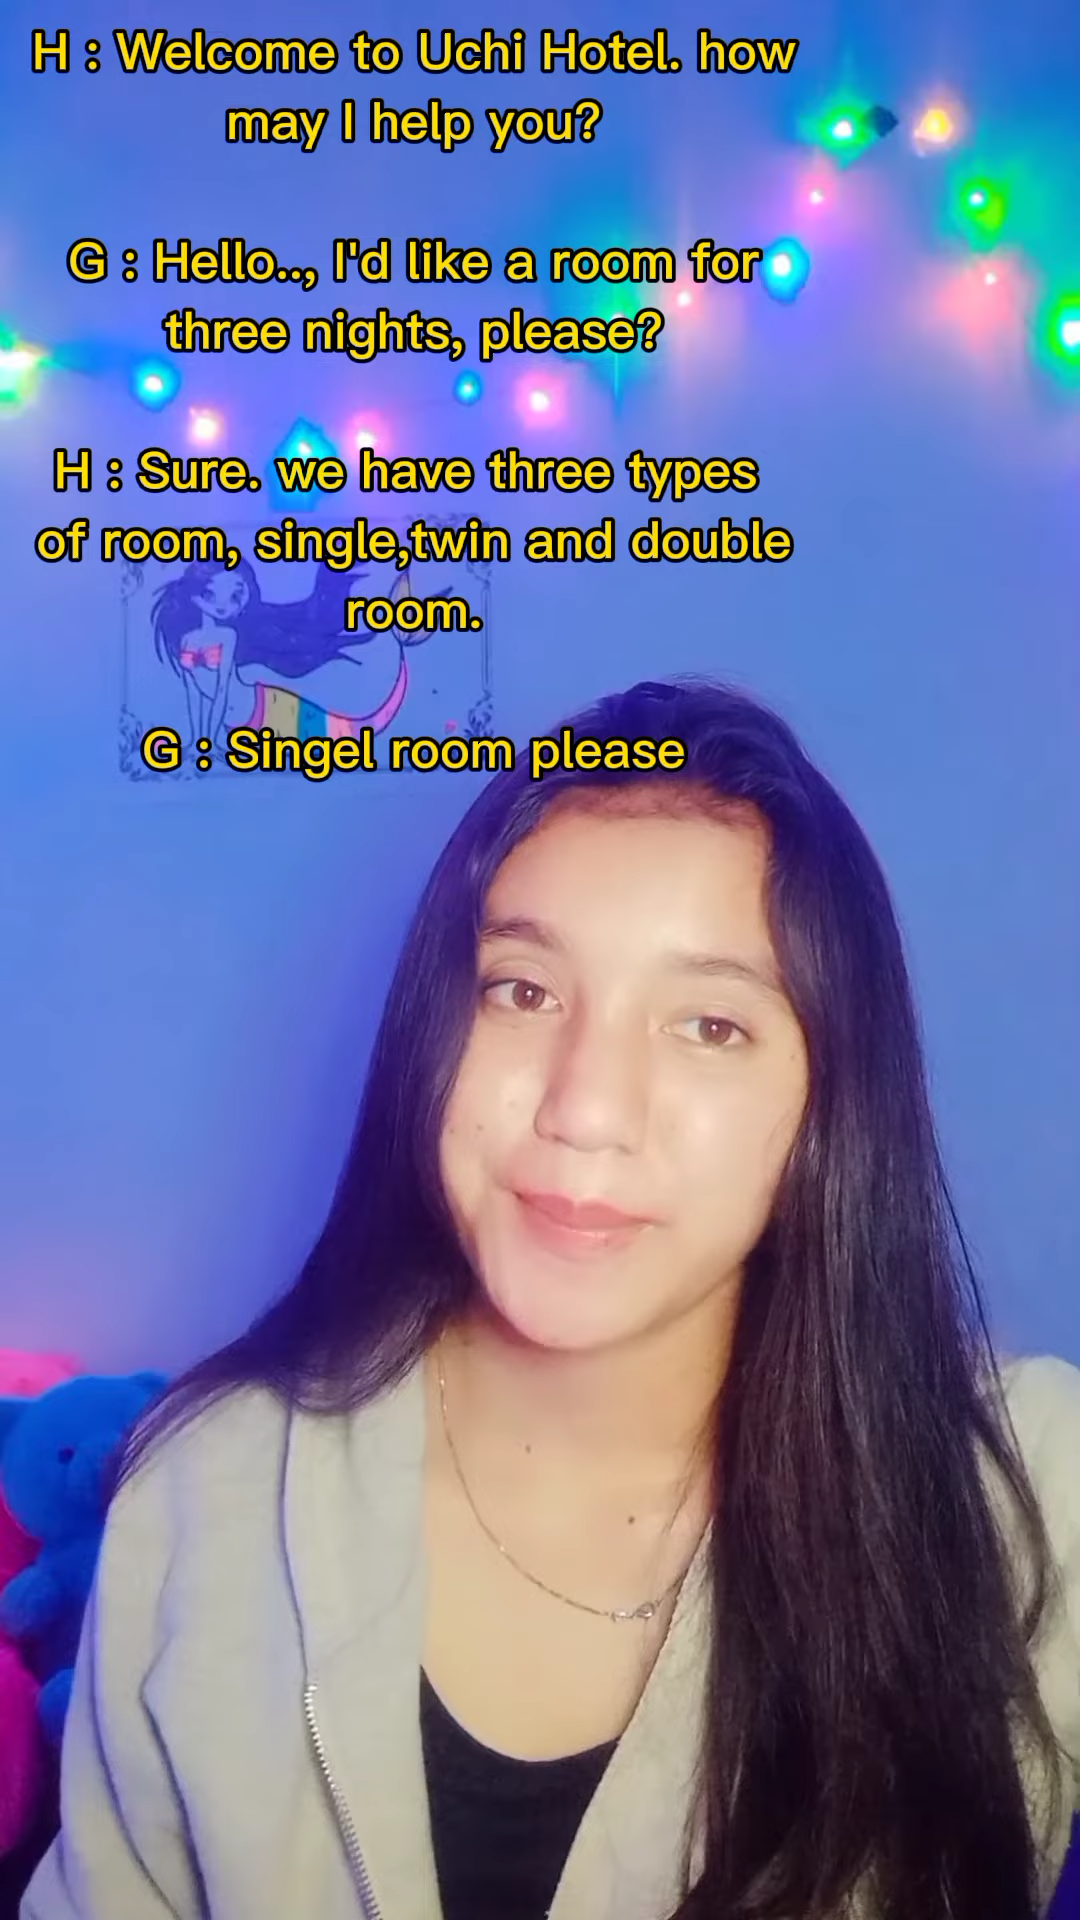 H : Welcome to Uchi Hotel. how
may I help you?
G : Hello.., I'd like a room for
three nights, please?
H : Sure. we have three types
of room, single,twin and double
room.
G : Singel room please